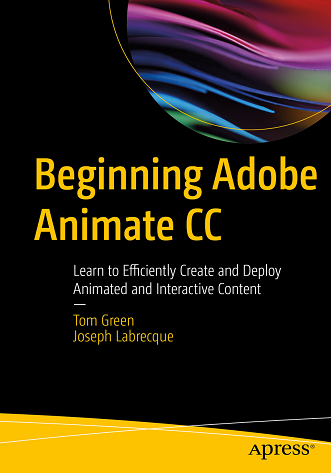 Beginning Adobe
Animate CC
Learn to Efficiently Create and Deploy
Animated and Interactive Content
—
Tom Green
Joseph Labrecque
Apress®